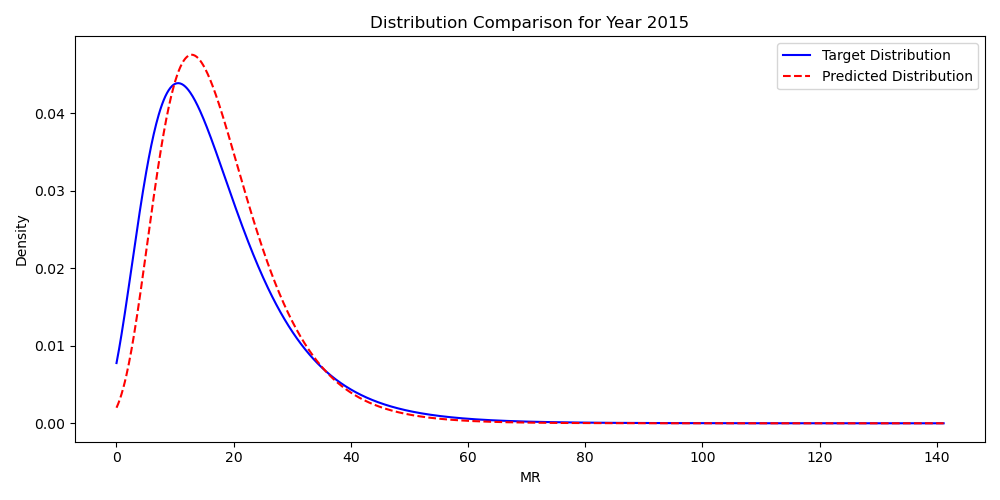 Distribution Comparison for Year 2015
Target Distribution
Predicted Distribution
Density
0.04
0.03
0.02
0.01
0.00
0 20 40 60 80 100 120 140
MR